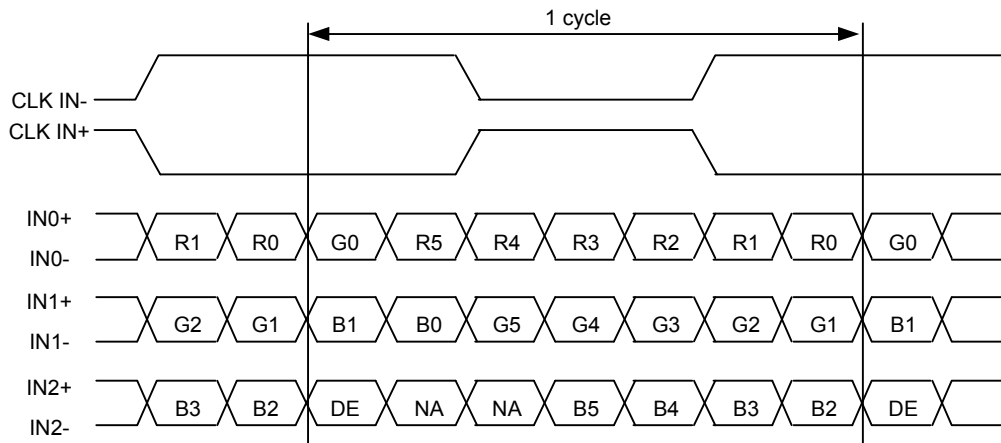 1 cycle
CLK IN-
CLK IN+
IN0+
R1 R0 G0 R5 R4 R3 R2 R1 R0 G0
IN0-
IN1+
G2 G1 B1 B0 G5 G4 G3 G2 G1 B1
IN1-
IN2+
B3 B2 DE NA NA B5 B4 B3 B2 DE
IN2-